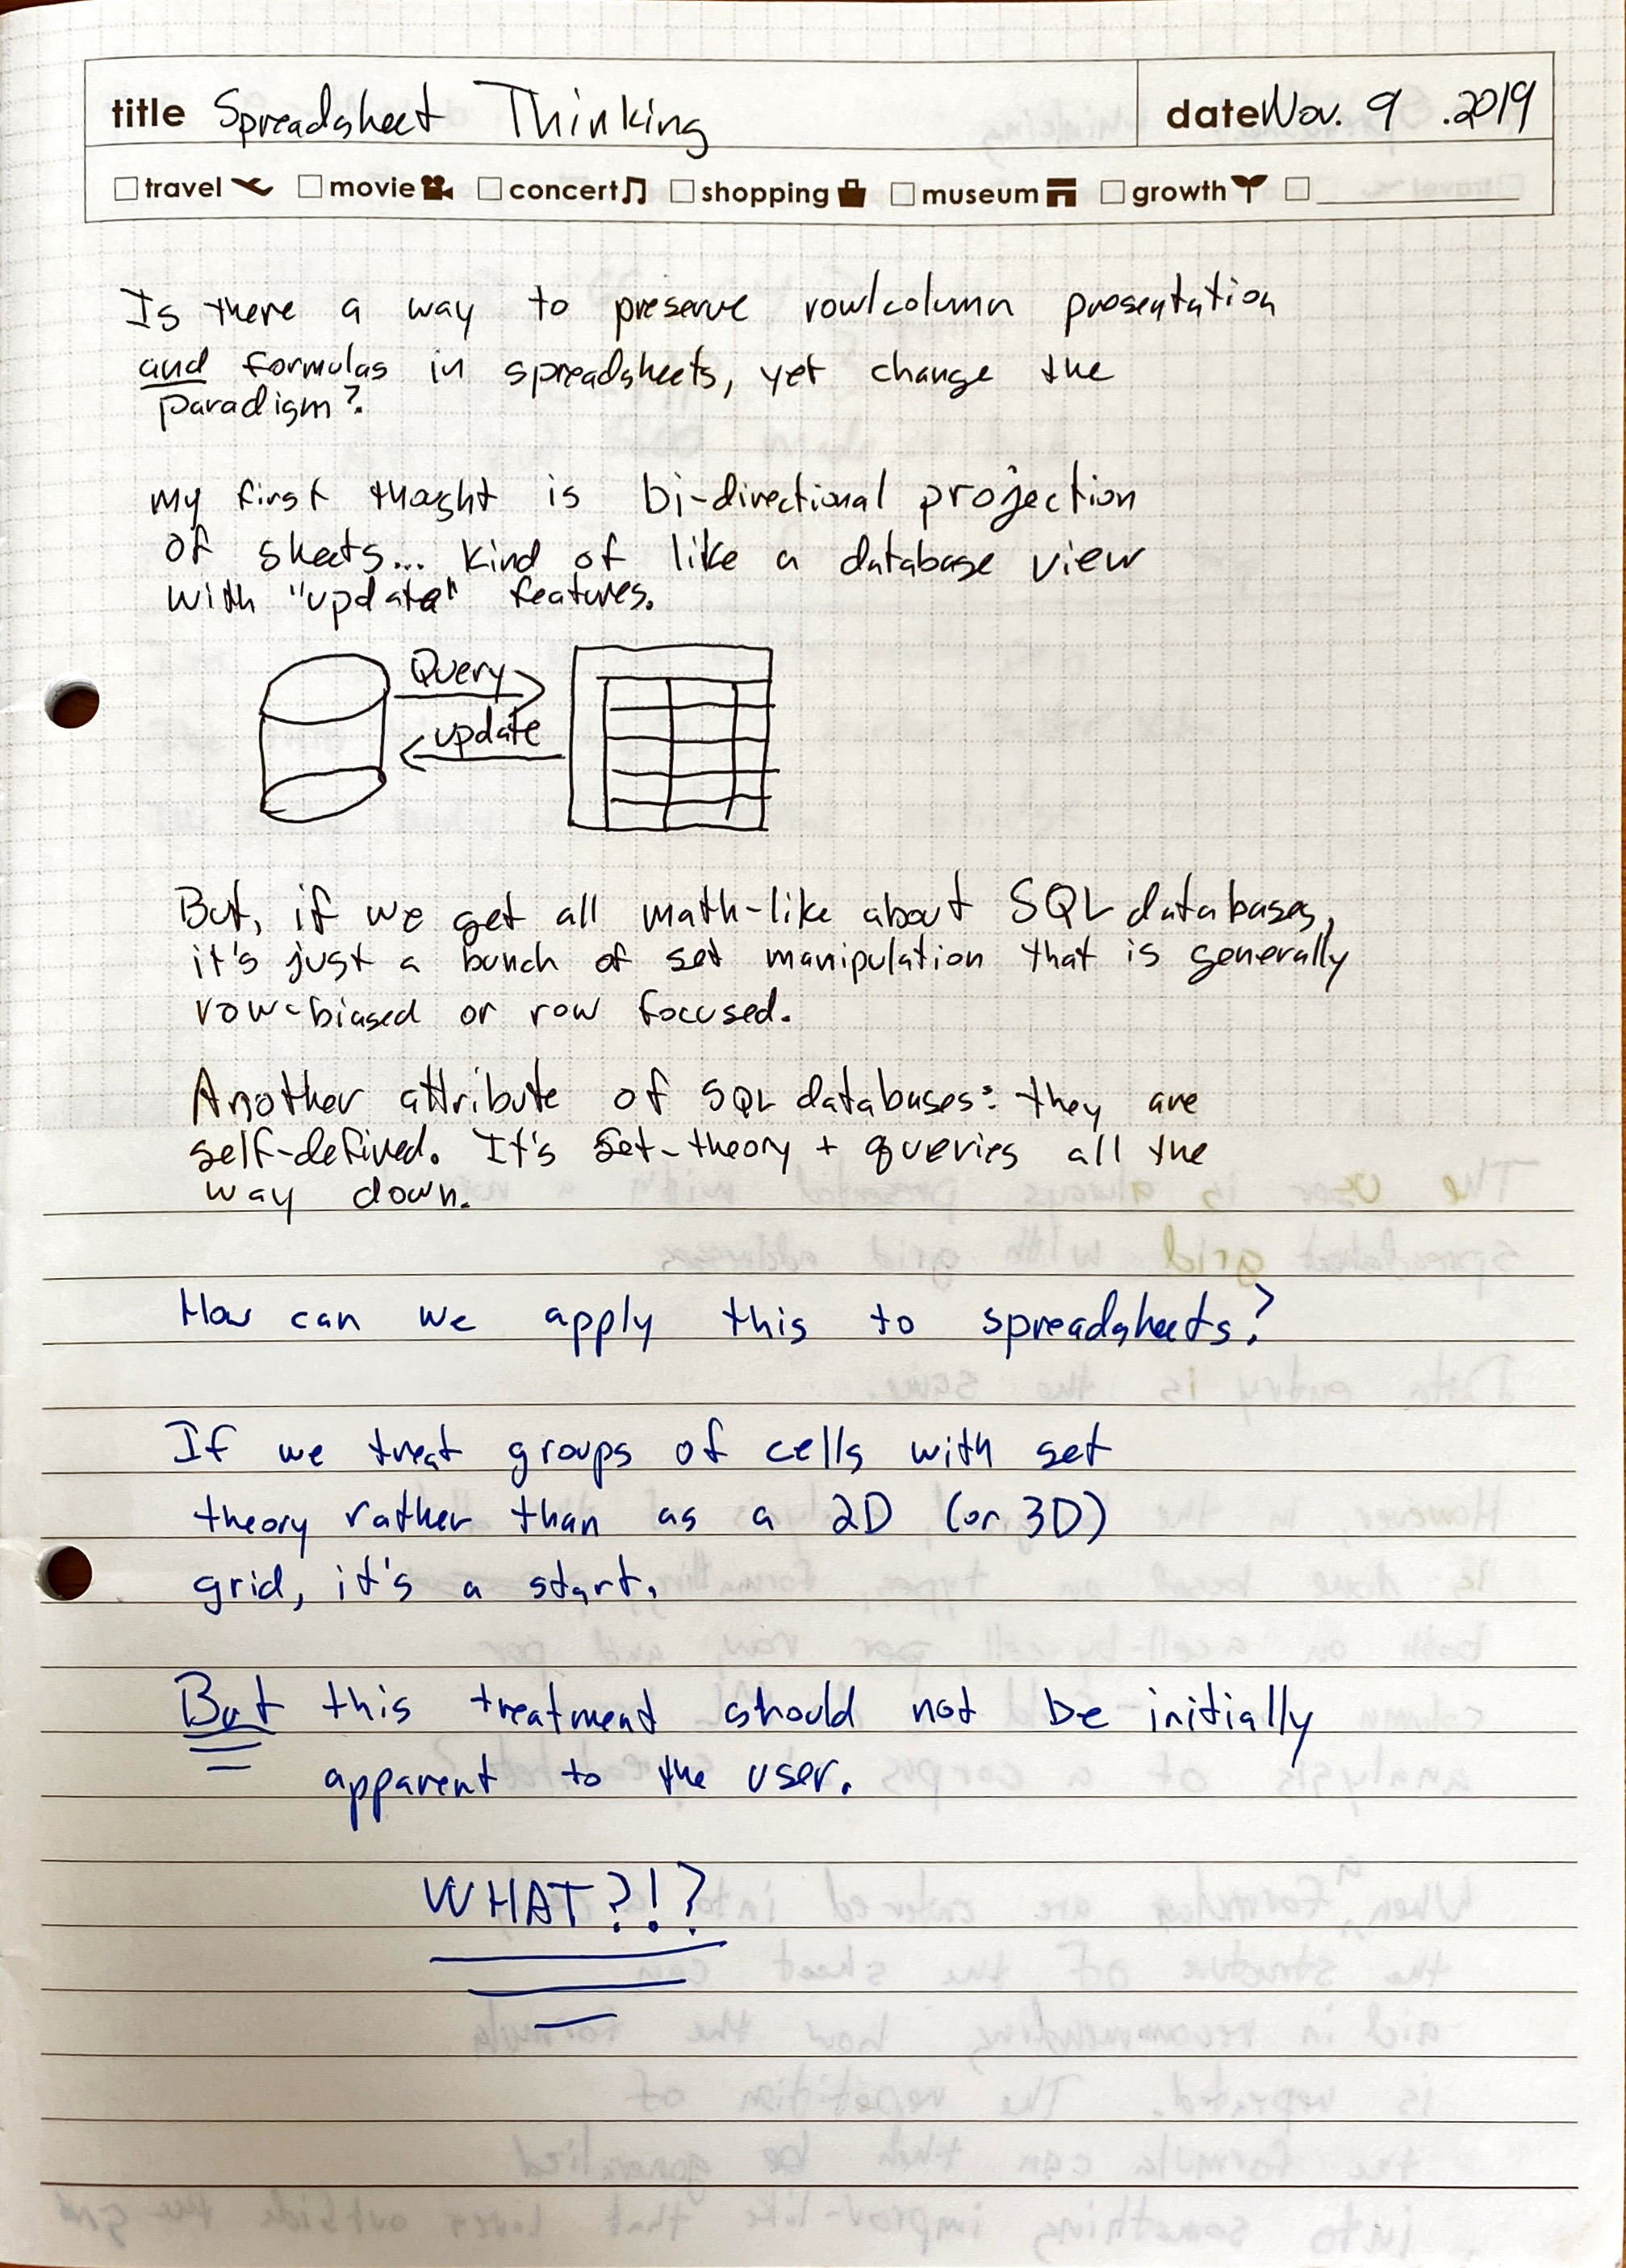 title Spreadsheet Thinking
date Nov. 9 .2019
travel movie concert shopping museum growth
Is there a way to preserve row/column presentation
and formulas in spreadsheets, yet change the
paradigm?
my first thought is bi-directional projection
of sheets... kind of like a database view
with "update" features.
Query
update
But, if we get all math-like about SQL databases,
it's just a bunch of set manipulation that is generally
row-biased or row focused.
Another attribute of SQL databases: they are
self-defined. It's set-theory + queries all the
way down.
How can we apply this to spreadsheets?
If we treat groups of cells with set
theory rather than as a 2D (or 3D)
grid, it's a start.
But this treatment should not be initially
apparent to the user.
WHAT?!?